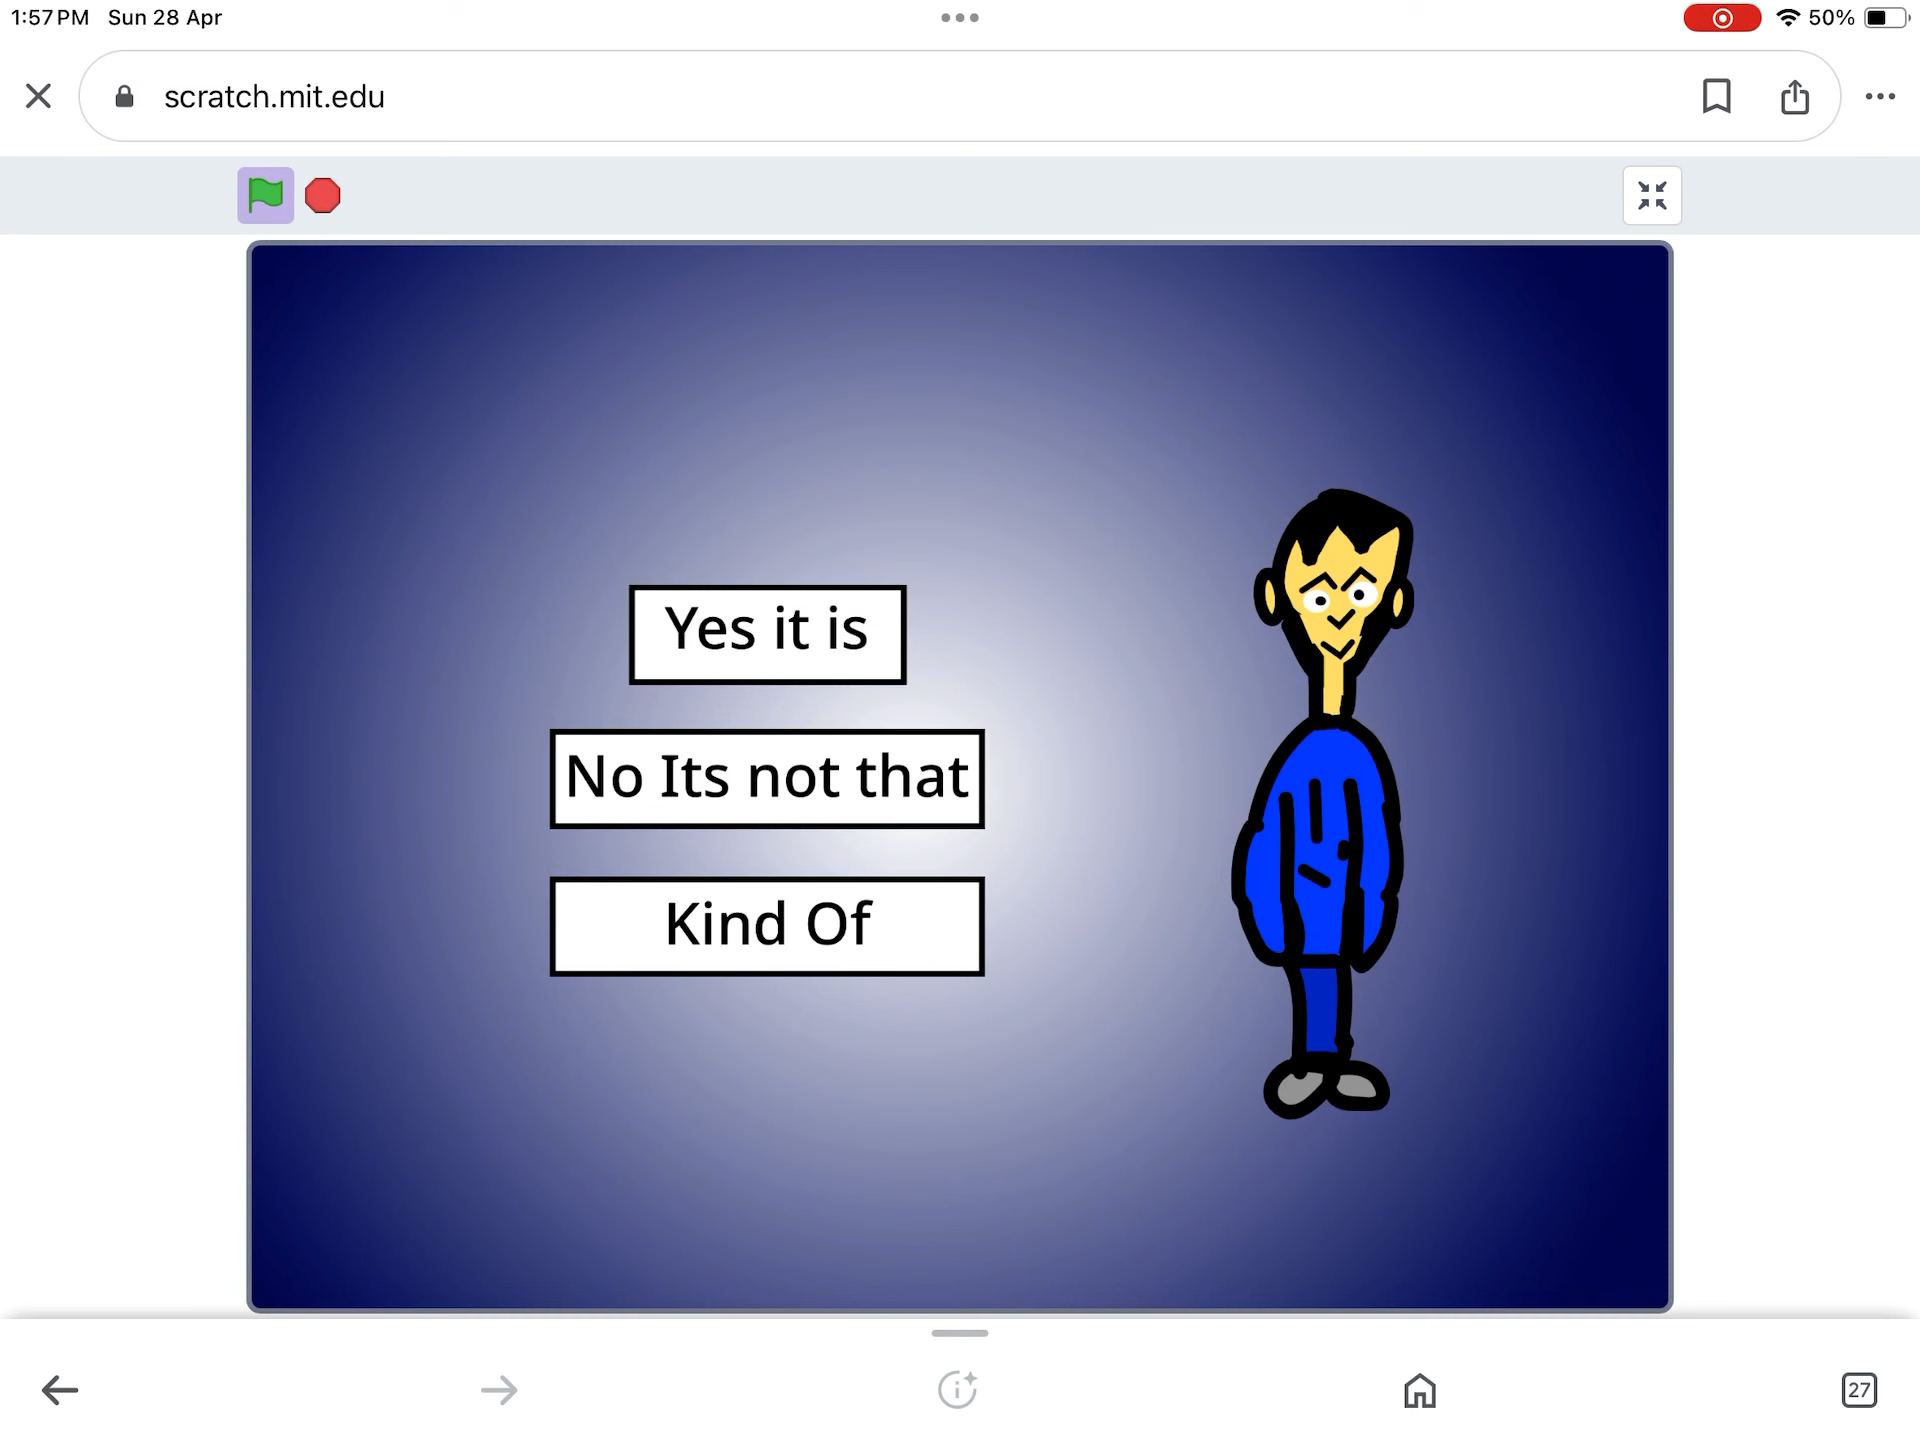 1:57 PM Sun 28 Apr
50%
scratch.mit.edu
Yes it is
No Its not that
Kind Of
27